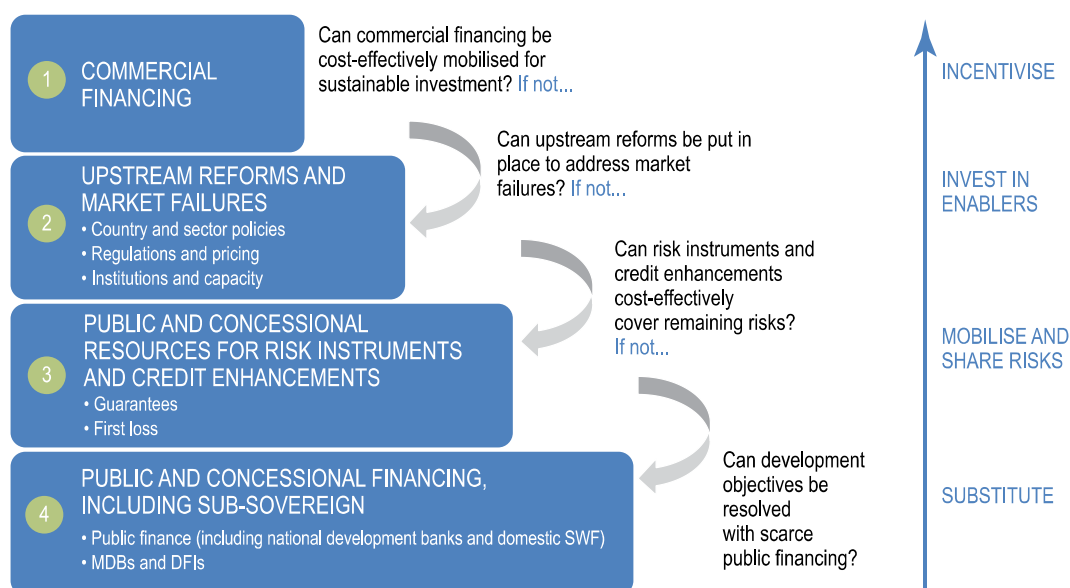 1
COMMERCIAL
FINANCING
Can commercial financing be
cost-effectively mobilised for
sustainable investment? If not...
INCENTIVISE
2
UPSTREAM REFORMS AND
MARKET FAILURES
• Country and sector policies
• Regulations and pricing
• Institutions and capacity
Can upstream reforms be put in
place to address market
failures? If not...
INVEST IN
ENABLERS
3
PUBLIC AND CONCESSIONAL
RESOURCES FOR RISK INSTRUMENTS
AND CREDIT ENHANCEMENTS
• Guarantees
• First loss
Can risk instruments and
credit enhancements
cost-effectively
cover remaining risks?
If not...
MOBILISE AND
SHARE RISKS
4
PUBLIC AND CONCESSIONAL FINANCING,
INCLUDING SUB-SOVEREIGN
• Public finance (including national development banks and domestic SWF)
• MDBs and DFIs
Can development
objectives be
resolved
with scarce
public financing?
SUBSTITUTE